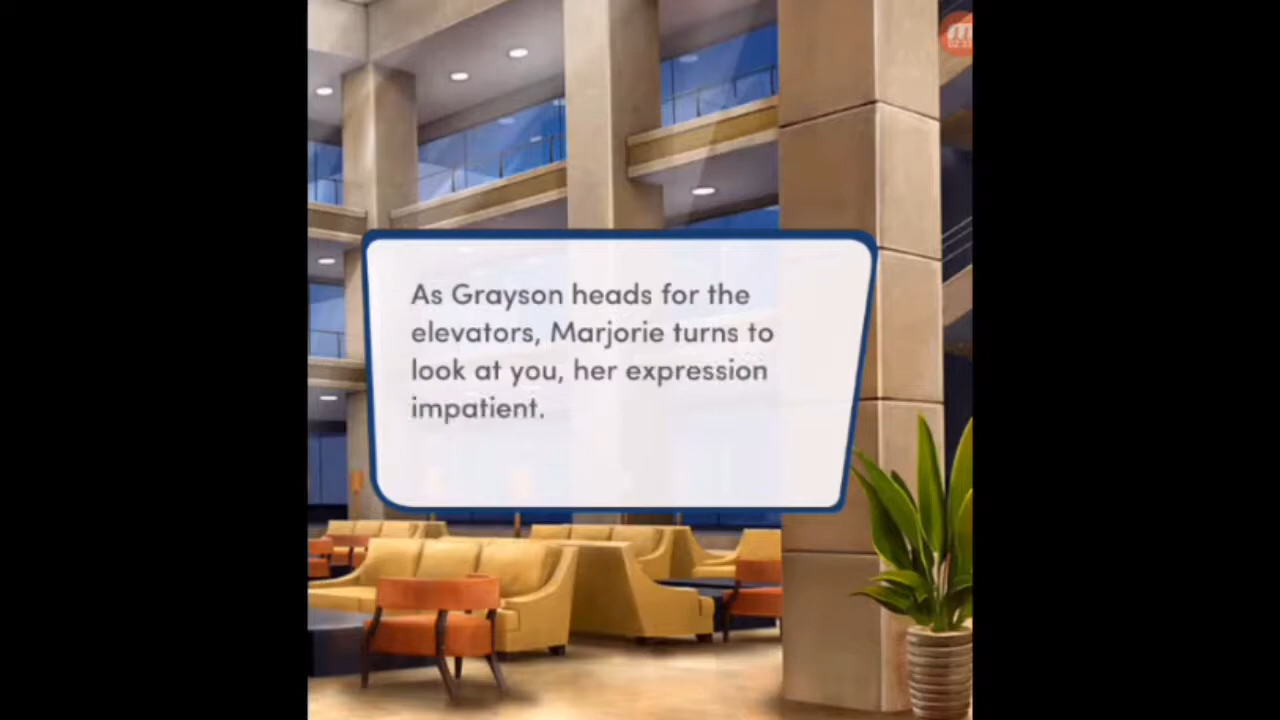 As Grayson heads for the
elevators, Marjorie turns to
look at you, her expression
impatient.